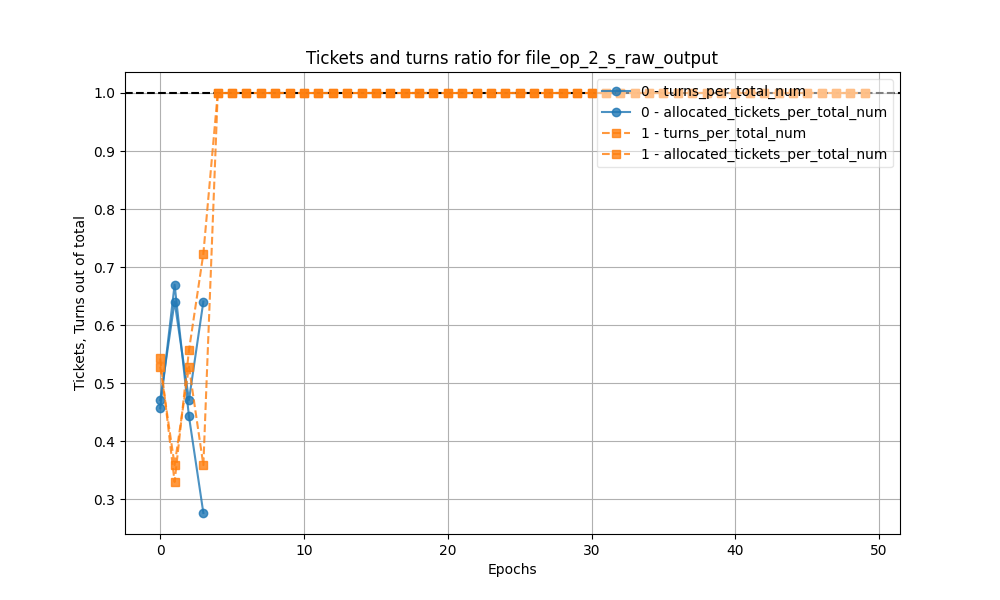 Tickets and turns ratio for file_op_2_s_raw_output
Tickets, Turns out of total
1.0
0.9
0.8
0.7
0.6
0.5
0.4
0.3
0 - turns_per_total_num
0 - allocated_tickets_per_total_num
1 - turns_per_total_num
1 - allocated_tickets_per_total_num
0 10 20 30 40 50
Epochs